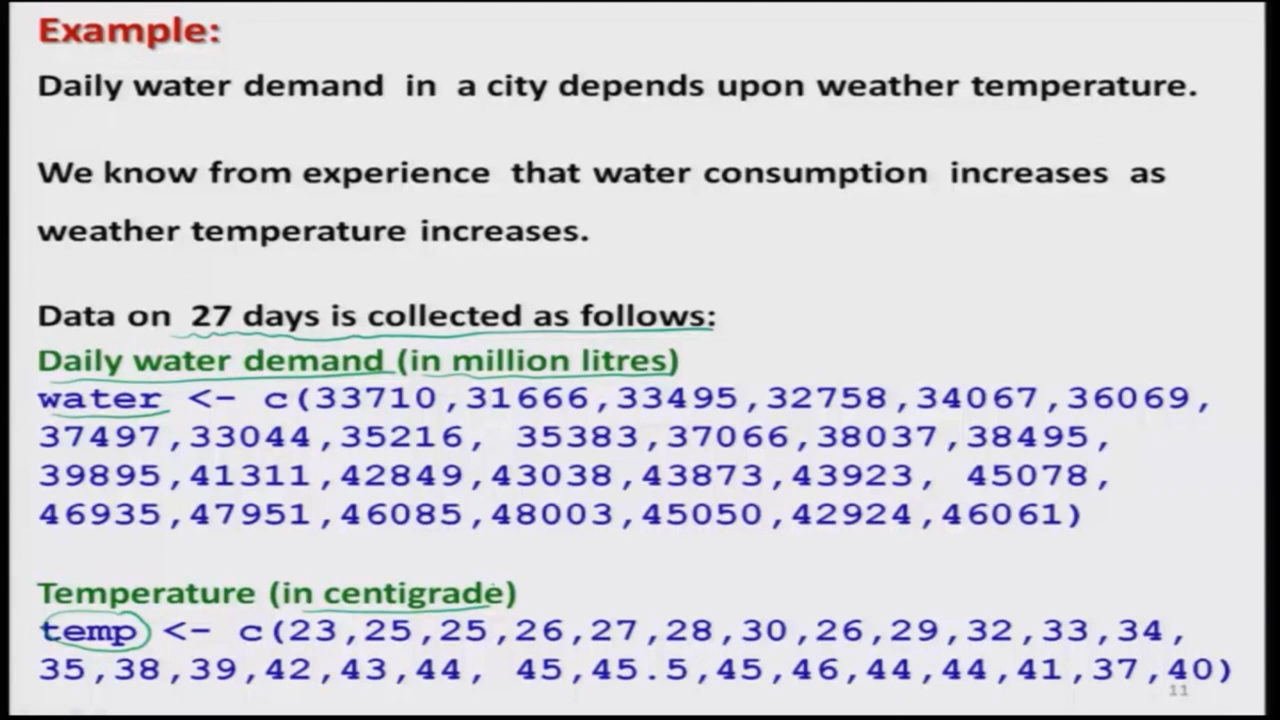 Example:
Daily water demand in a city depends upon weather temperature.
We know from experience that water consumption increases as
weather temperature increases.
Data on 27 days is collected as follows:
Daily water demand (in million litres)
water <- c(33710,31666,33495,32758,34067,36069,
37497,33044,35216, 35383,37066,38037,38495,
39895,41311,42849,43038,43873,43923, 45078,
46935,47951,46085,48003,45050,42924,46061)
Temperature (in centigrade)
temp <- c(23,25,25,26,27,28,30,26,29,32,33,34,
35,38,39,42,43,44, 45,45.5,45,46,44,44,41,37,40)
11